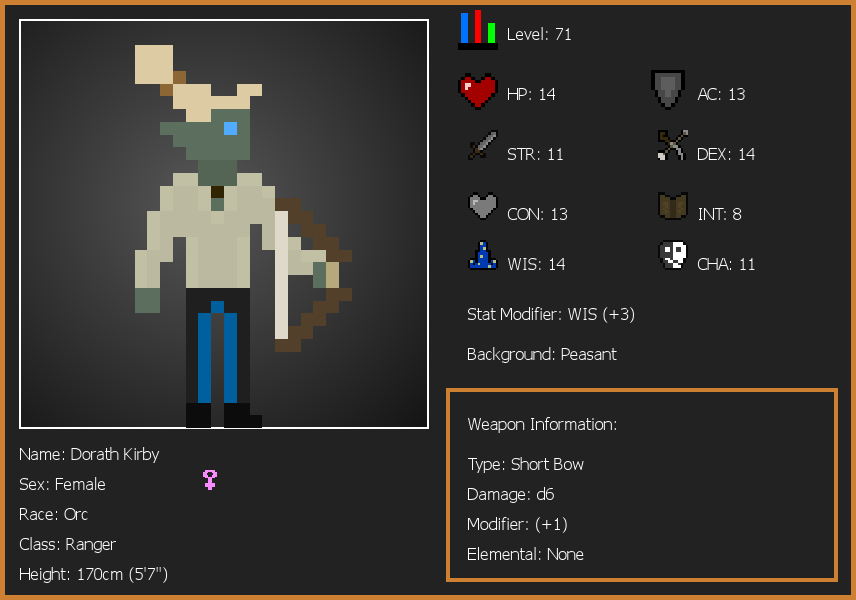 Level: 71
HP: 14
AC: 13
STR: 11
DEX: 14
CON: 13
INT: 8
WIS: 14
CHA: 11
Stat Modifier: WIS (+3)
Background: Peasant
Weapon Information:
Type: Short Bow
Damage: d6
Modifier: (+1)
Elemental: None
Name: Dorath Kirby
Sex: Female
Race: Orc
Class: Ranger
Height: 170cm (5'7")